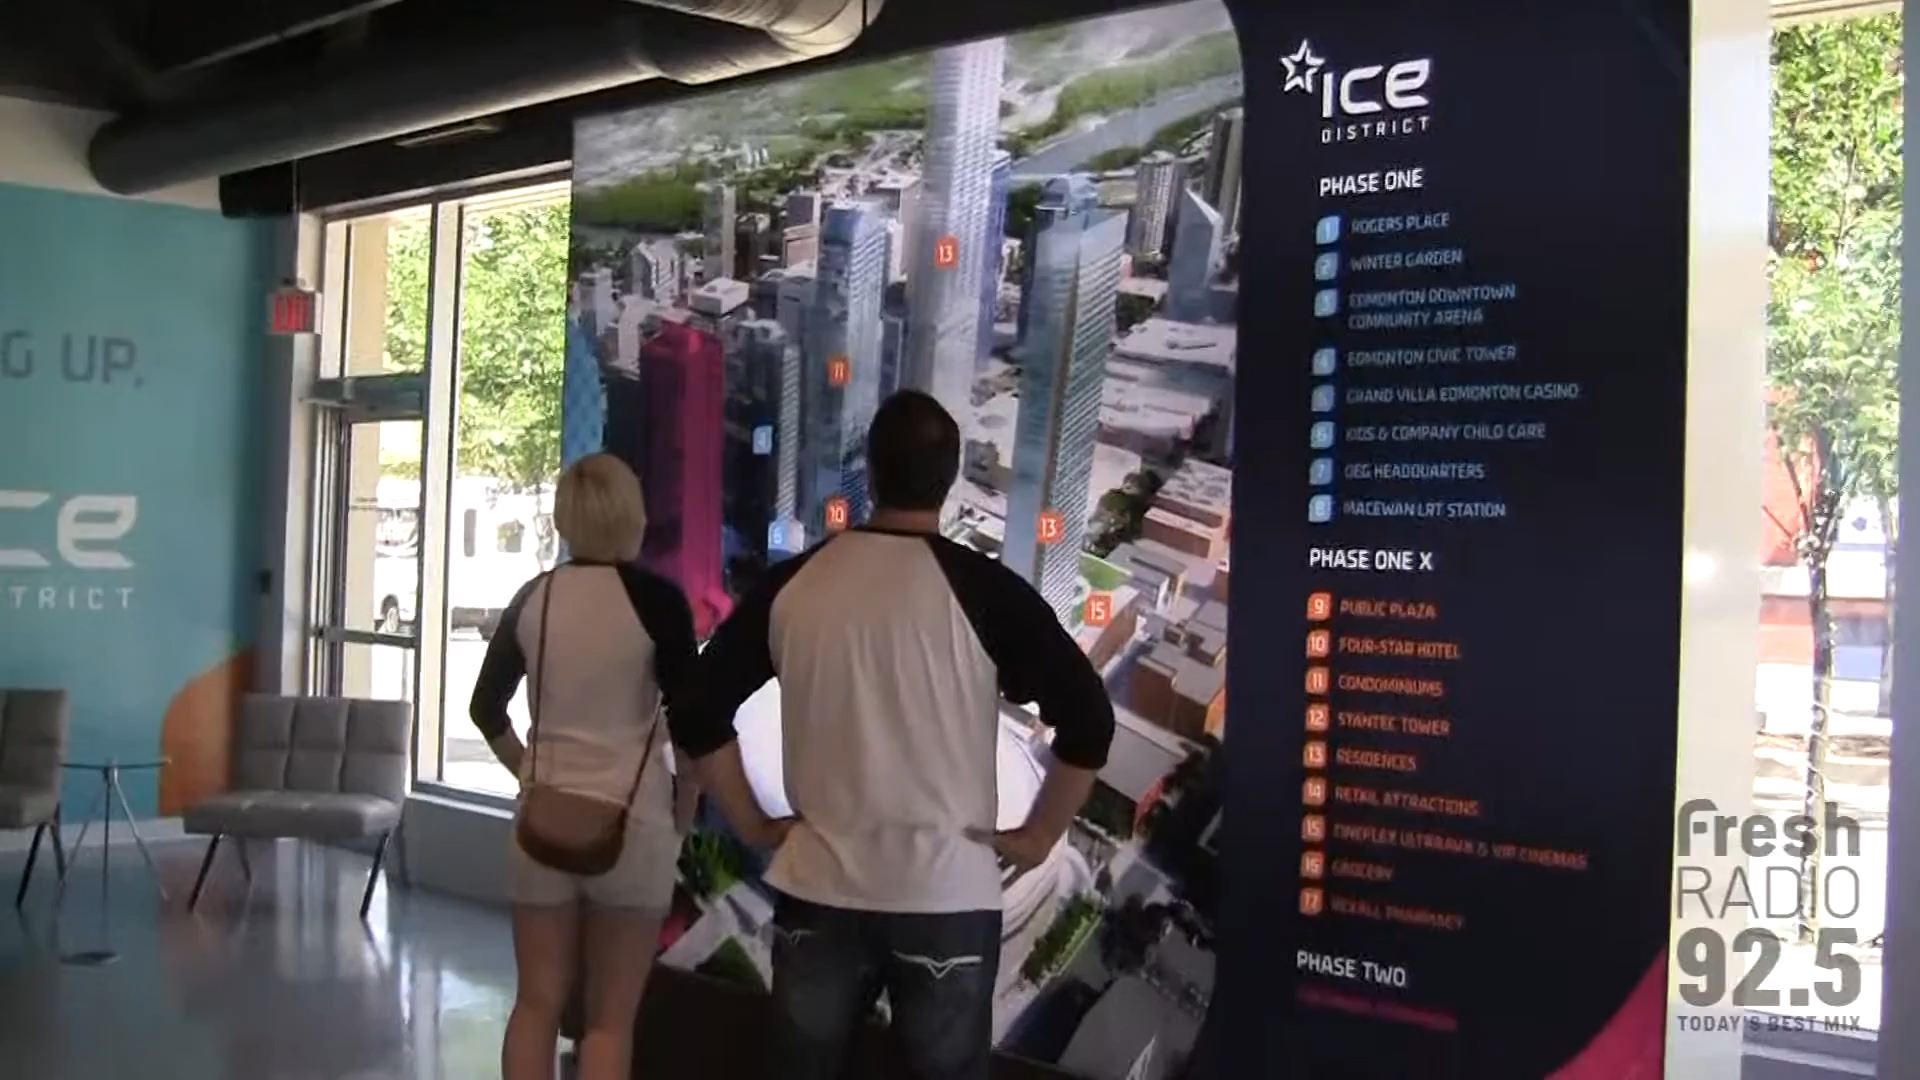 G UP.
ICE
TRICT
EXIT
ICE
DISTRICT
PHASE ONE
1 ROGERS PLACE
2 WINTER GARDEN
3 EDMONTON DOWNTOWN
COMMUNITY ARENA
4 EDMONTON CIVIC TOWER
5 GRAND VILLA EDMONTON CASINO
6 KIDS & COMPANY CHILD CARE
7 OEG HEADQUARTERS
8 MACEWAN LRT STATION
PHASE ONE X
9 PUBLIC PLAZA
10 FOUR-STAR HOTEL
11 CONDOMINIUMS
12 STANTEC TOWER
13 RESIDENCES
14 RETAIL ATTRACTIONS
15 CINEPLEX ULTRAAVX & VIP CINEMAS
16 GROCERY
17 REXALL PHARMACY
PHASE TWO
13
11
4
10
6
13
15
fresh
RADIO
92.5
TODAY'S BEST MIX